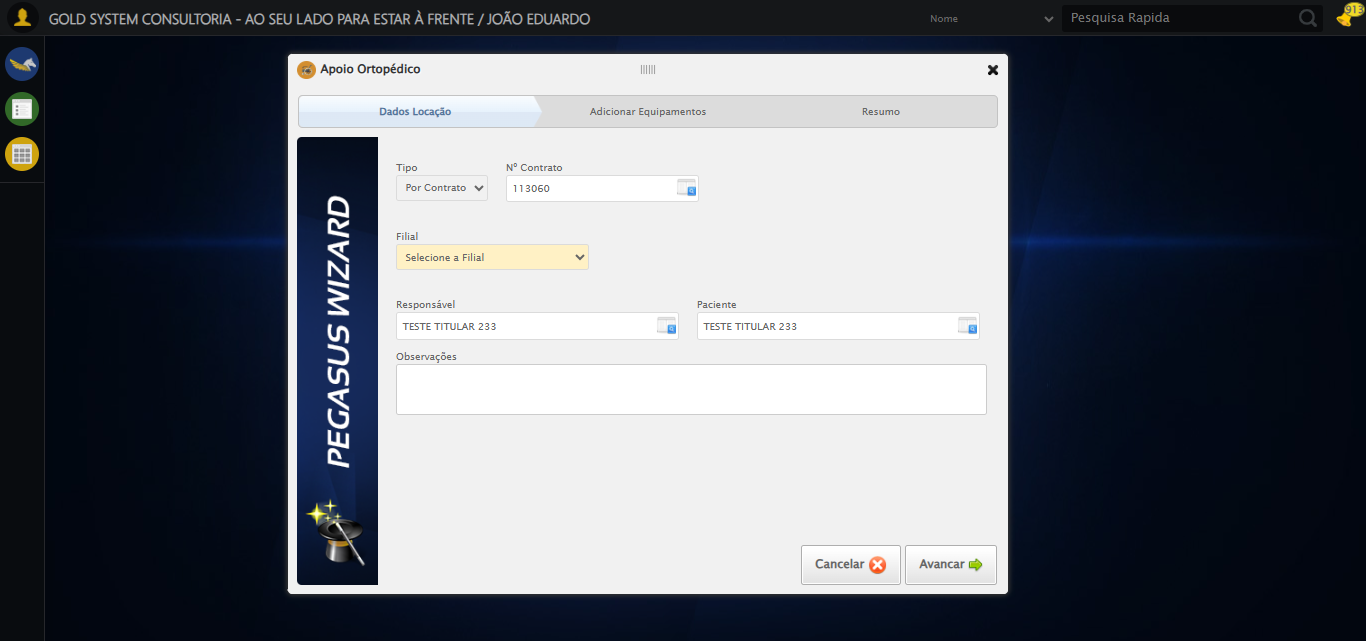 GOLD SYSTEM CONSULTORIA - AO SEU LADO PARA ESTAR À FRENTE / JOÃO EDUARDO
Nome
Pesquisa Rapida
913
Apoio Ortopédico
Dados Locação
Adicionar Equipamentos
Resumo
PEGASUS WIZARD
Tipo
Nº Contrato
Por Contrato
113060
Filial
Selecione a Filial
Responsável
Paciente
TESTE TITULAR 233
TESTE TITULAR 233
Observações
Cancelar
Avancar